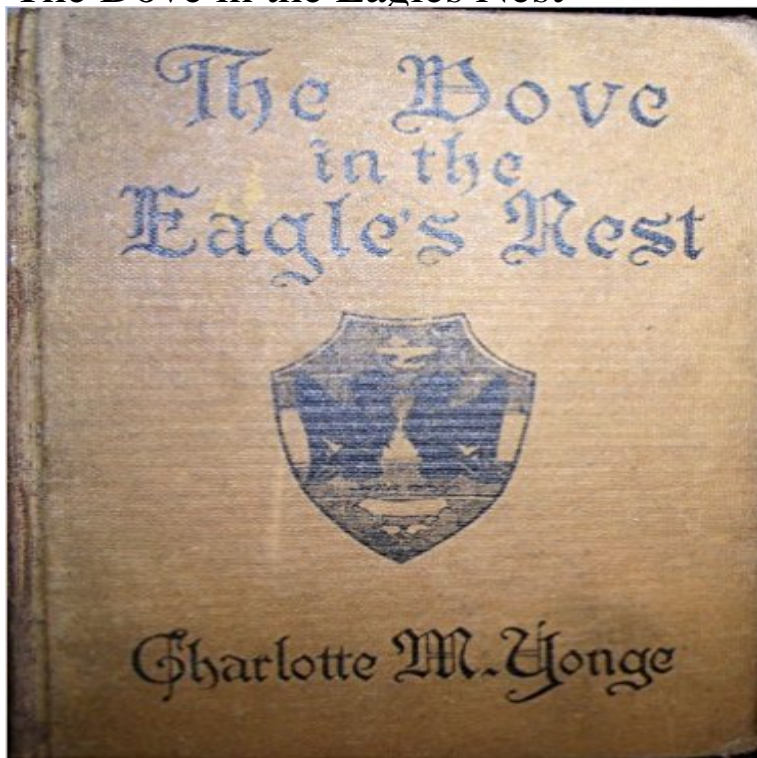 The Dove in the Eagles Nest
The Dove
in the
Eagle's Nest
Charlotte M. Yonge